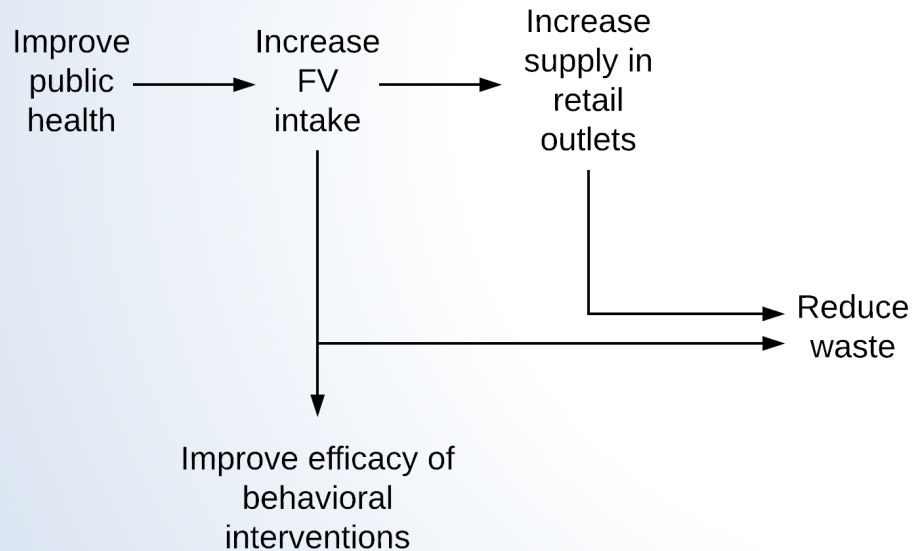 Improve
public
health
Increase
FV
intake
Increase
supply in
retail
outlets
Reduce
waste
Improve efficacy of
behavioral
interventions